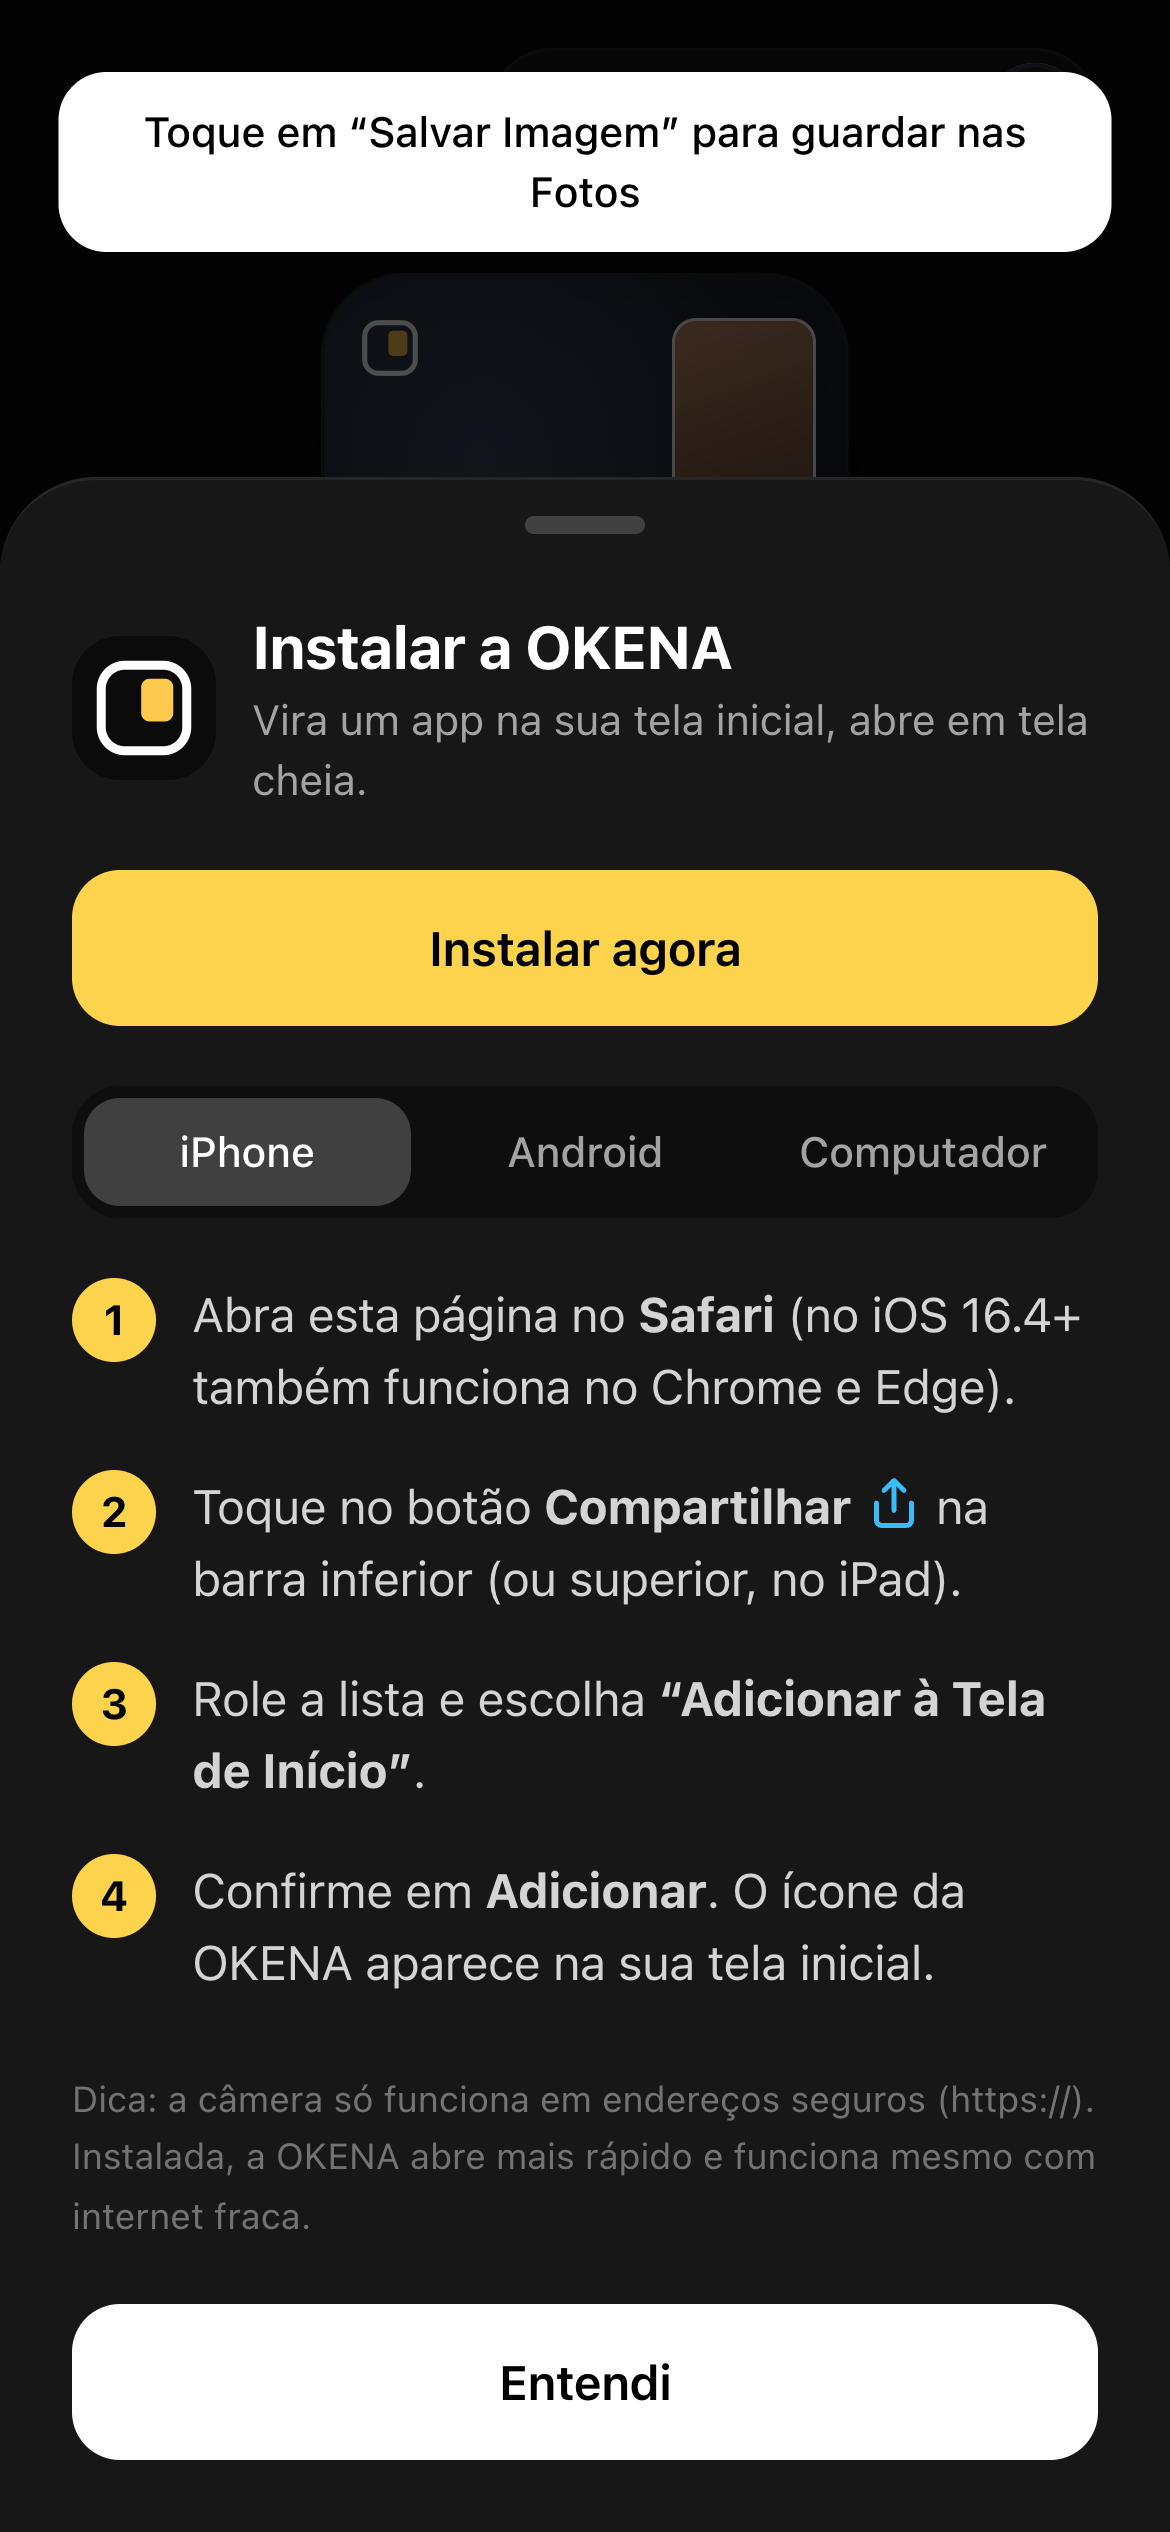 Toque em “Salvar Imagem” para guardar nas
Fotos
Instalar a OKENA
Vira um app na sua tela inicial, abre em tela
cheia.
Instalar agora
iPhone
Android
Computador
1
Abra esta página no Safari (no iOS 16.4+
também funciona no Chrome e Edge).
2
Toque no botão Compartilhar na
barra inferior (ou superior, no iPad).
3
Role a lista e escolha “Adicionar à Tela
de Início”.
4
Confirme em Adicionar. O ícone da
OKENA aparece na sua tela inicial.
Dica: a câmera só funciona em endereços seguros (https://).
Instalada, a OKENA abre mais rápido e funciona mesmo com
internet fraca.
Entendi